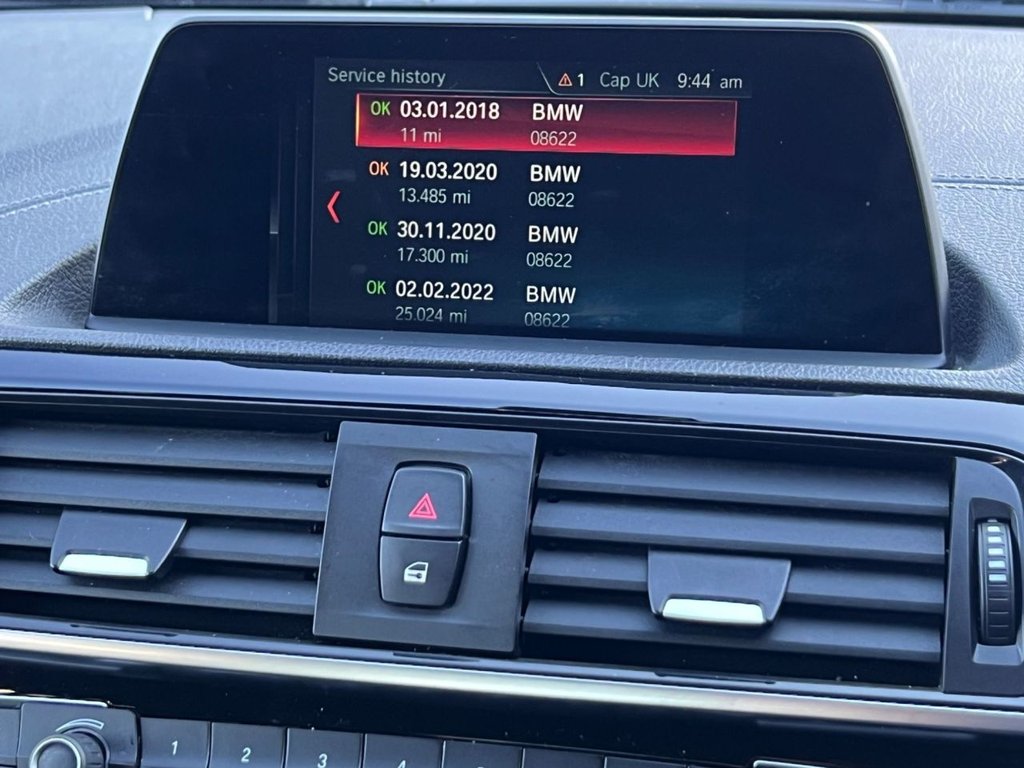 Service history 1 Cap UK 9:44 am
OK 03.01.2018 BMW
11 mi 08622
OK 19.03.2020 BMW
13.485 mi 08622
OK 30.11.2020 BMW
17.300 mi 08622
OK 02.02.2022 BMW
25.024 mi 08622
1 2 3 4